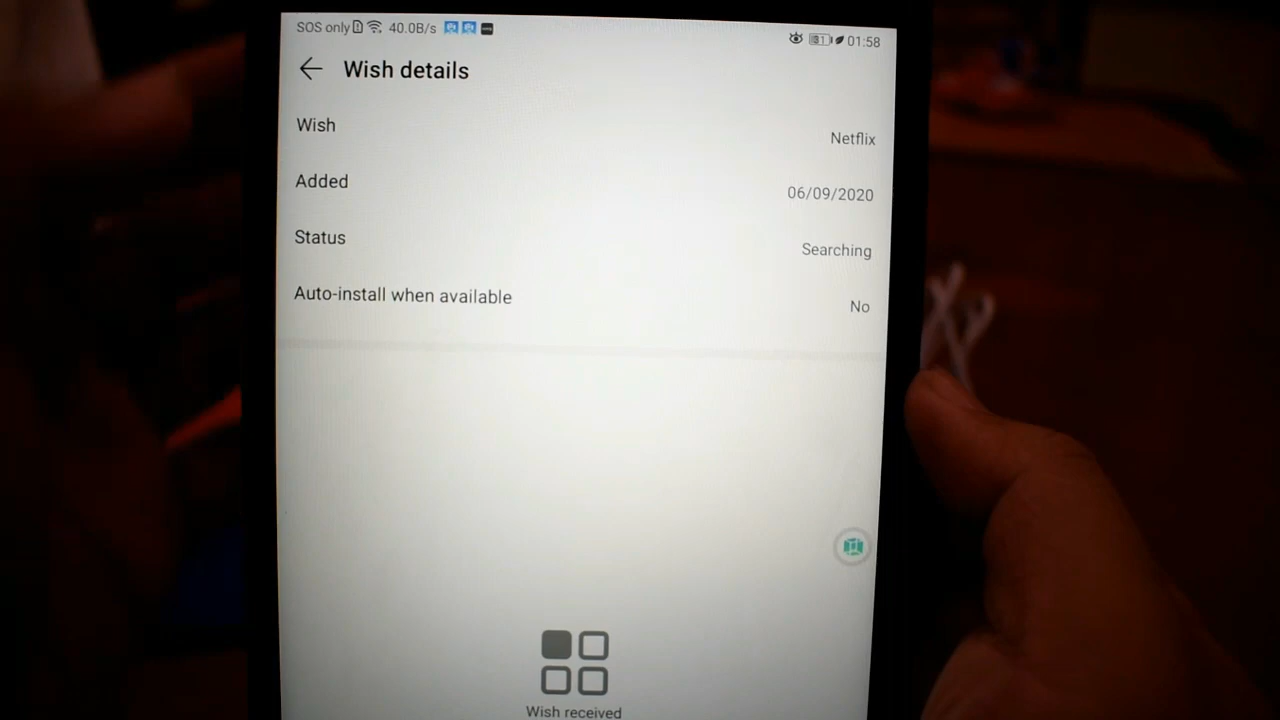 SOS only 40.0B/s 31 01:58
Wish details
Wish Netflix
Added 06/09/2020
Status Searching
Auto-install when available No
Wish received